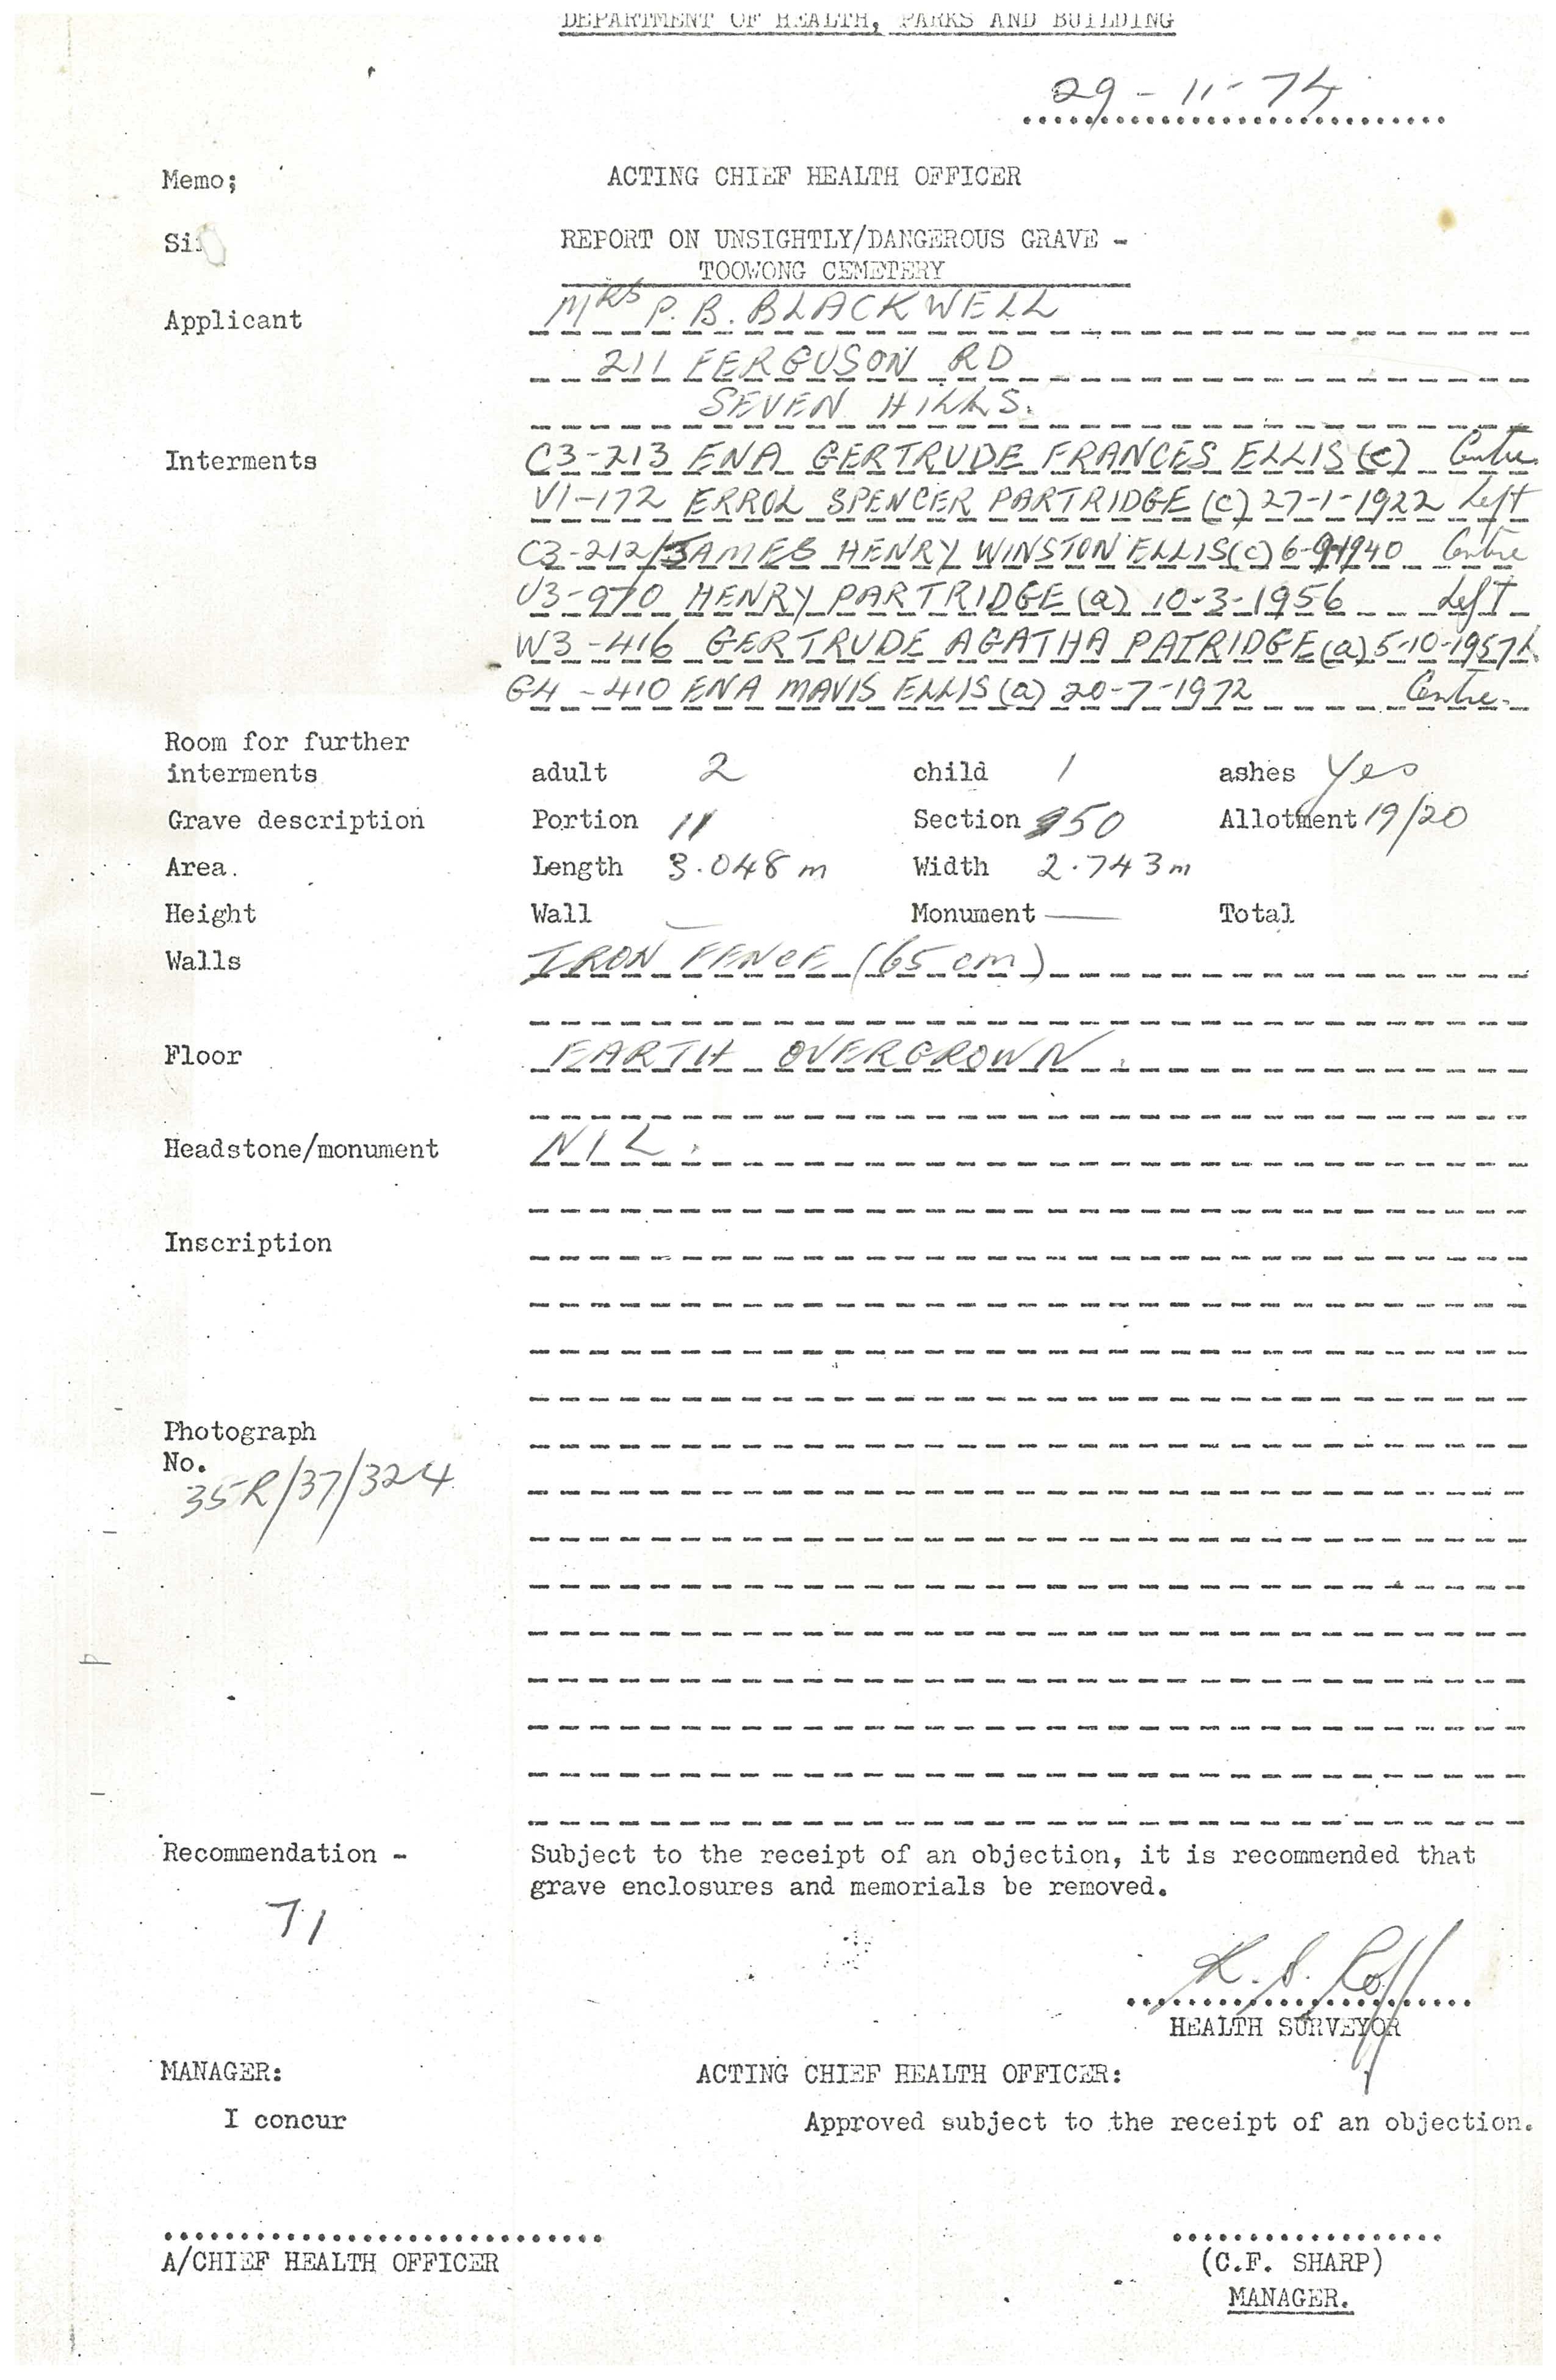 DEPARTMENT OF HEALTH, PARKS AND BUILDING
29-11-74
Memo; ACTING CHIEF HEALTH OFFICER
REPORT ON UNSIGHTLY/DANGEROUS GRAVE -
TOOWONG CEMETERY
Applicant MRS P.B. BLACKWELL
211 FERGUSON RD
SEVEN HILLS.
Interments C3-213 ENA GERTRUDE FRANCES ELLIS (c) Centre
V1-172 ERROL SPENCER PARTRIDGE (c) 27-1-1922 Left
C3-212/3 JAMES HENRY WINSTON ELLIS (c) 6-9-1940 Centre
U3-970 HENRY PARTRIDGE (a) 10-3-1956 Left
W3-416 GERTRUDE AGATHA PATRIDGE (a) 5-10-1957 L
G4-410 ENA MAVIS ELLIS (a) 20-7-1972 Centre.
Room for further
interments adult 2 child 1 ashes Yes
Grave description Portion 11 Section 50 Allotment 19/20
Area. Length 3.048 m Width 2.743 m
Height Wall — Monument — Total
Walls IRON FENCE (65 cm)
Floor EARTH OVERGROWN.
Headstone/monument NIL.
Inscription
Photograph
No.
35R/37/324
Recommendation - Subject to the receipt of an objection, it is recommended that
grave enclosures and memorials be removed.
71
K. S. Roff
HEALTH SURVEYOR
MANAGER: ACTING CHIEF HEALTH OFFICER:
I concur Approved subject to the receipt of an objection.
A/CHIEF HEALTH OFFICER (C.F. SHARP)
MANAGER.